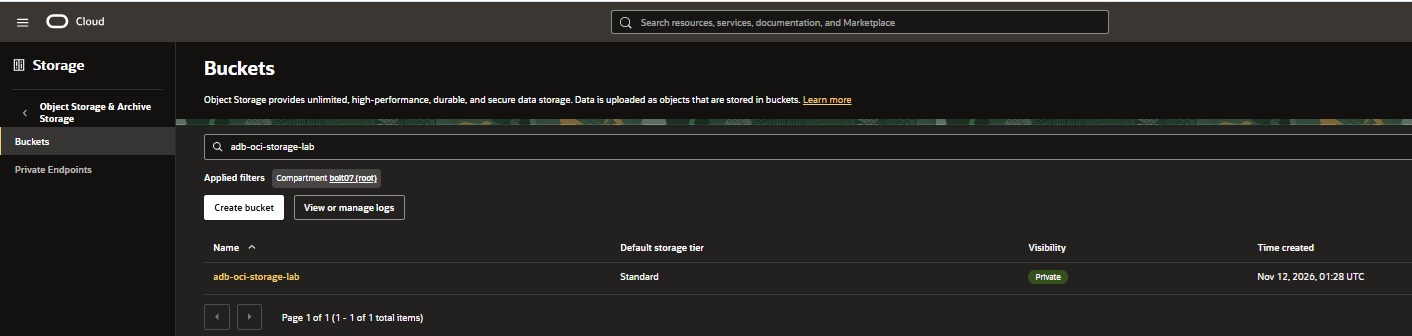 Cloud
Search resources, services, documentation, and Marketplace
Storage
Object Storage & Archive
Storage
Buckets
Private Endpoints
Buckets
Object Storage provides unlimited, high-performance, durable, and secure data storage. Data is uploaded as objects that are stored in buckets. Learn more
adb-oci-storage-lab
Applied filters Compartment bolt07 (root)
Create bucket View or manage logs
Name Default storage tier Visibility Time created
adb-oci-storage-lab Standard Private Nov 12, 2026, 01:28 UTC
Page 1 of 1 (1 - 1 of 1 total items)